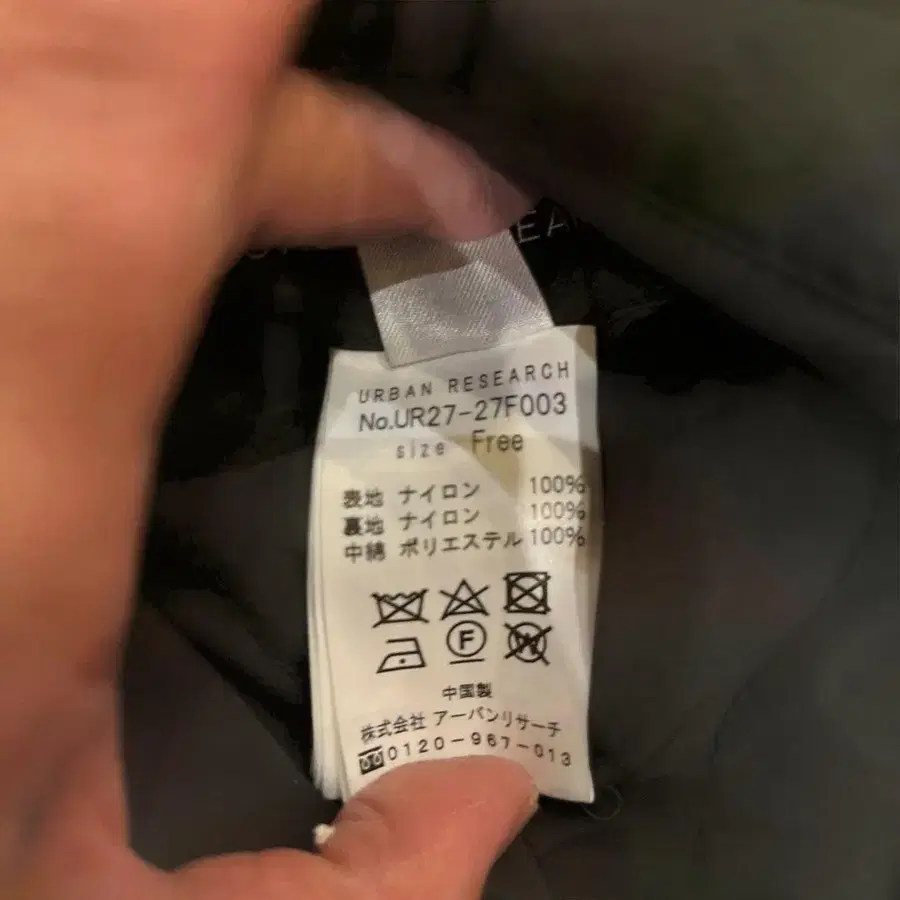 EA
URBAN RESEARCH
No.UR27-27F003
size Free
表地 ナイロン 100%
裏地 ナイロン 100%
中綿 ポリエステル 100%
F
W
中国製
株式会社 アーバンリサーチ
0120-967-013